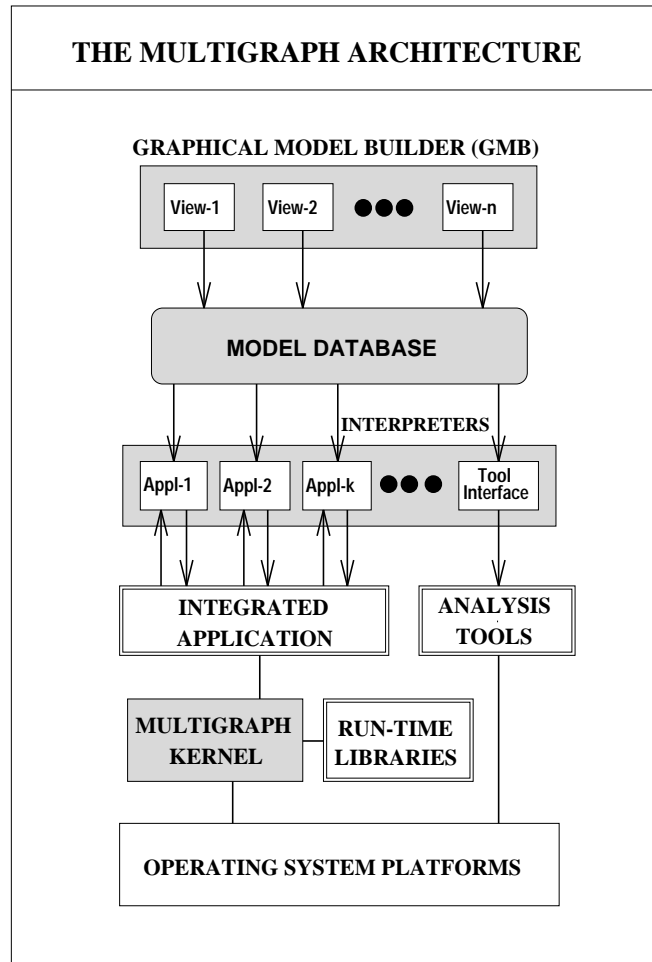 THE MULTIGRAPH ARCHITECTURE
GRAPHICAL MODEL BUILDER (GMB)
View-1 View-2 View-n
MODEL DATABASE
INTERPRETERS
Appl-1 Appl-2 Appl-k Tool Interface
INTEGRATED
APPLICATION
ANALYSIS
TOOLS
MULTIGRAPH
KERNEL
RUN-TIME
LIBRARIES
OPERATING SYSTEM PLATFORMS